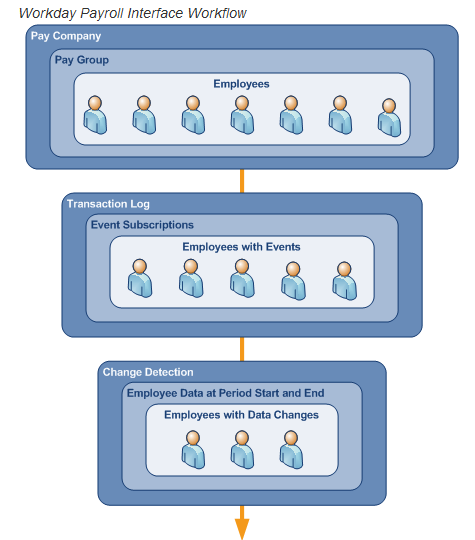 Workday Payroll Interface Workflow
Pay Company
Pay Group
Employees
Transaction Log
Event Subscriptions
Employees with Events
Change Detection
Employee Data at Period Start and End
Employees with Data Changes